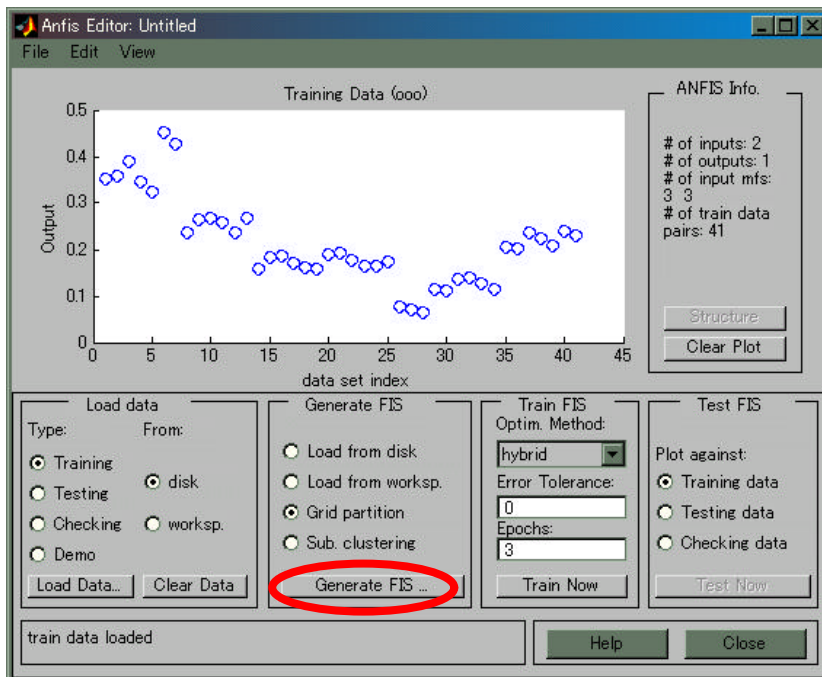 Anfis Editor: Untitled
File Edit View
Training Data (ooo)
0.5
0.4
0.3
0.2
0.1
0
Output
0 5 10 15 20 25 30 35 40 45
data set index
ANFIS Info.
# of inputs: 2
# of outputs: 1
# of input mfs:
3 3
# of train data
pairs: 41
Structure
Clear Plot
Load data
Type: From:
Training
Testing
Checking
Demo
disk
worksp.
Load Data... Clear Data
Generate FIS
Load from disk
Load from worksp.
Grid partition
Sub. clustering
Generate FIS ...
Train FIS
Optim. Method:
hybrid
Error Tolerance:
0
Epochs:
3
Train Now
Test FIS
Plot against:
Training data
Testing data
Checking data
Test Now
train data loaded
Help Close